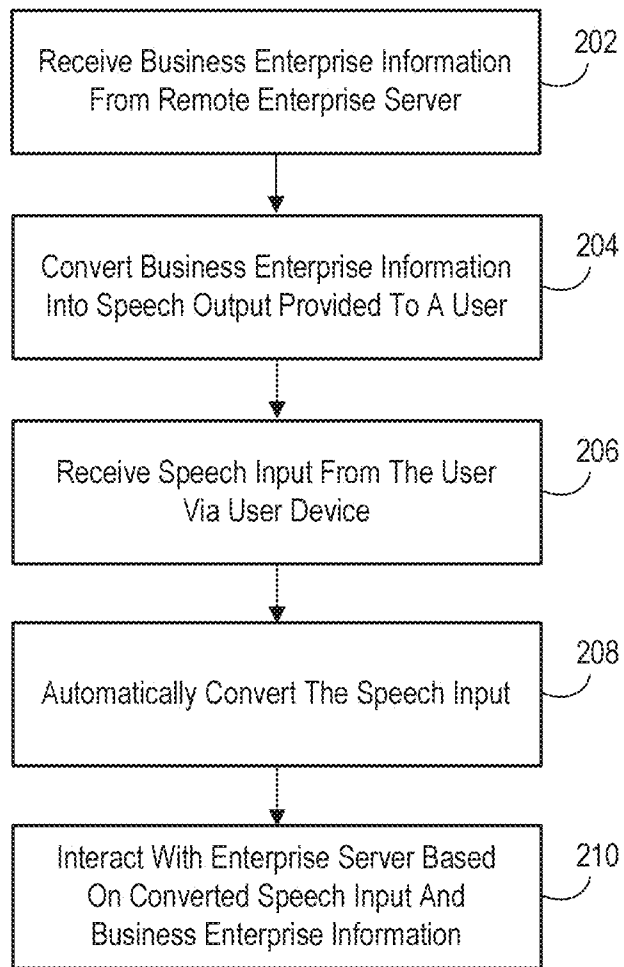 Receive Business Enterprise Information
From Remote Enterprise Server
202
Convert Business Enterprise Information
Into Speech Output Provided To A User
204
Receive Speech Input From The User
Via User Device
206
Automatically Convert The Speech Input
208
Interact With Enterprise Server Based
On Converted Speech Input And
Business Enterprise Information
210